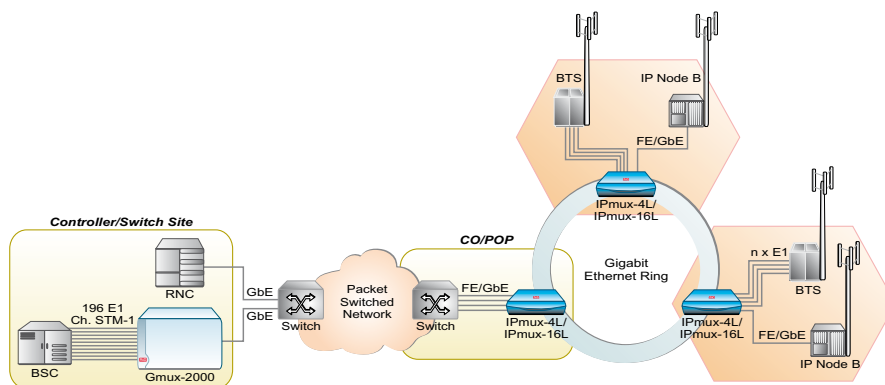 BTS
IP Node B
FE/GbE
IPmux-4L/
IPmux-16L
Controller/Switch Site
RNC
196 E1
Ch. STM-1
BSC
Gmux-2000
GbE
GbE
Switch
Packet
Switched
Network
CO/POP
Switch
FE/GbE
IPmux-4L/
IPmux-16L
Gigabit
Ethernet Ring
n x E1
BTS
IPmux-4L/
IPmux-16L
FE/GbE
IP Node B